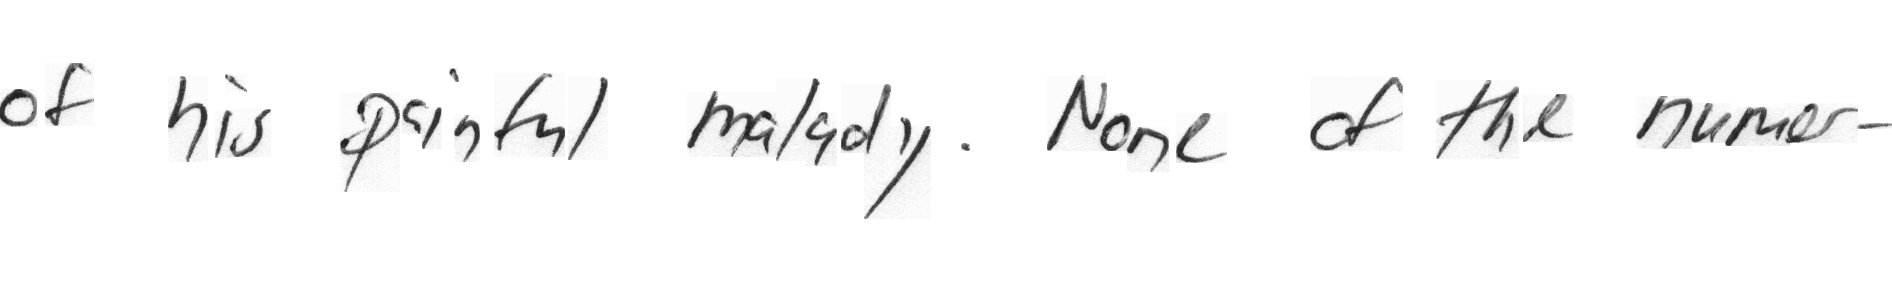 of his painful malady. None of the numer-